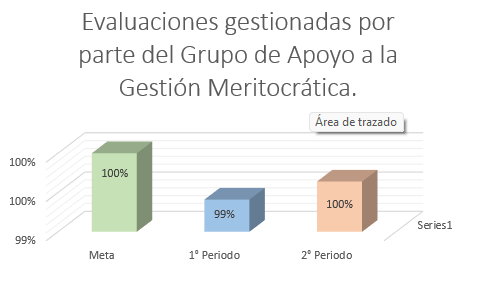 Evaluaciones gestionadas por
parte del Grupo de Apoyo a la
Gestión Meritocrática.
Área de trazado
100%
100%
99%
100%
99%
100%
Series1
Meta
1° Periodo
2° Periodo